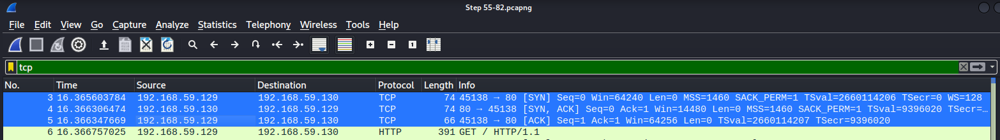 Step 55-82.pcapng
File Edit View Go Capture Analyze Statistics Telephony Wireless Tools Help
tcp
No. Time Source Destination Protocol Length Info
3 16.365603784 192.168.59.129 192.168.59.130 TCP 74 45138 → 80 [SYN] Seq=0 Win=64240 Len=0 MSS=1460 SACK_PERM=1 TSval=2660114206 TSecr=0 WS=128
4 16.366306474 192.168.59.130 192.168.59.129 TCP 74 80 → 45138 [SYN, ACK] Seq=0 Ack=1 Win=14480 Len=0 MSS=1460 SACK_PERM=1 TSval=9396020 TSecr=…
5 16.366347669 192.168.59.129 192.168.59.130 TCP 66 45138 → 80 [ACK] Seq=1 Ack=1 Win=64256 Len=0 TSval=2660114207 TSecr=9396020
6 16.366757025 192.168.59.129 192.168.59.130 HTTP 391 GET / HTTP/1.1